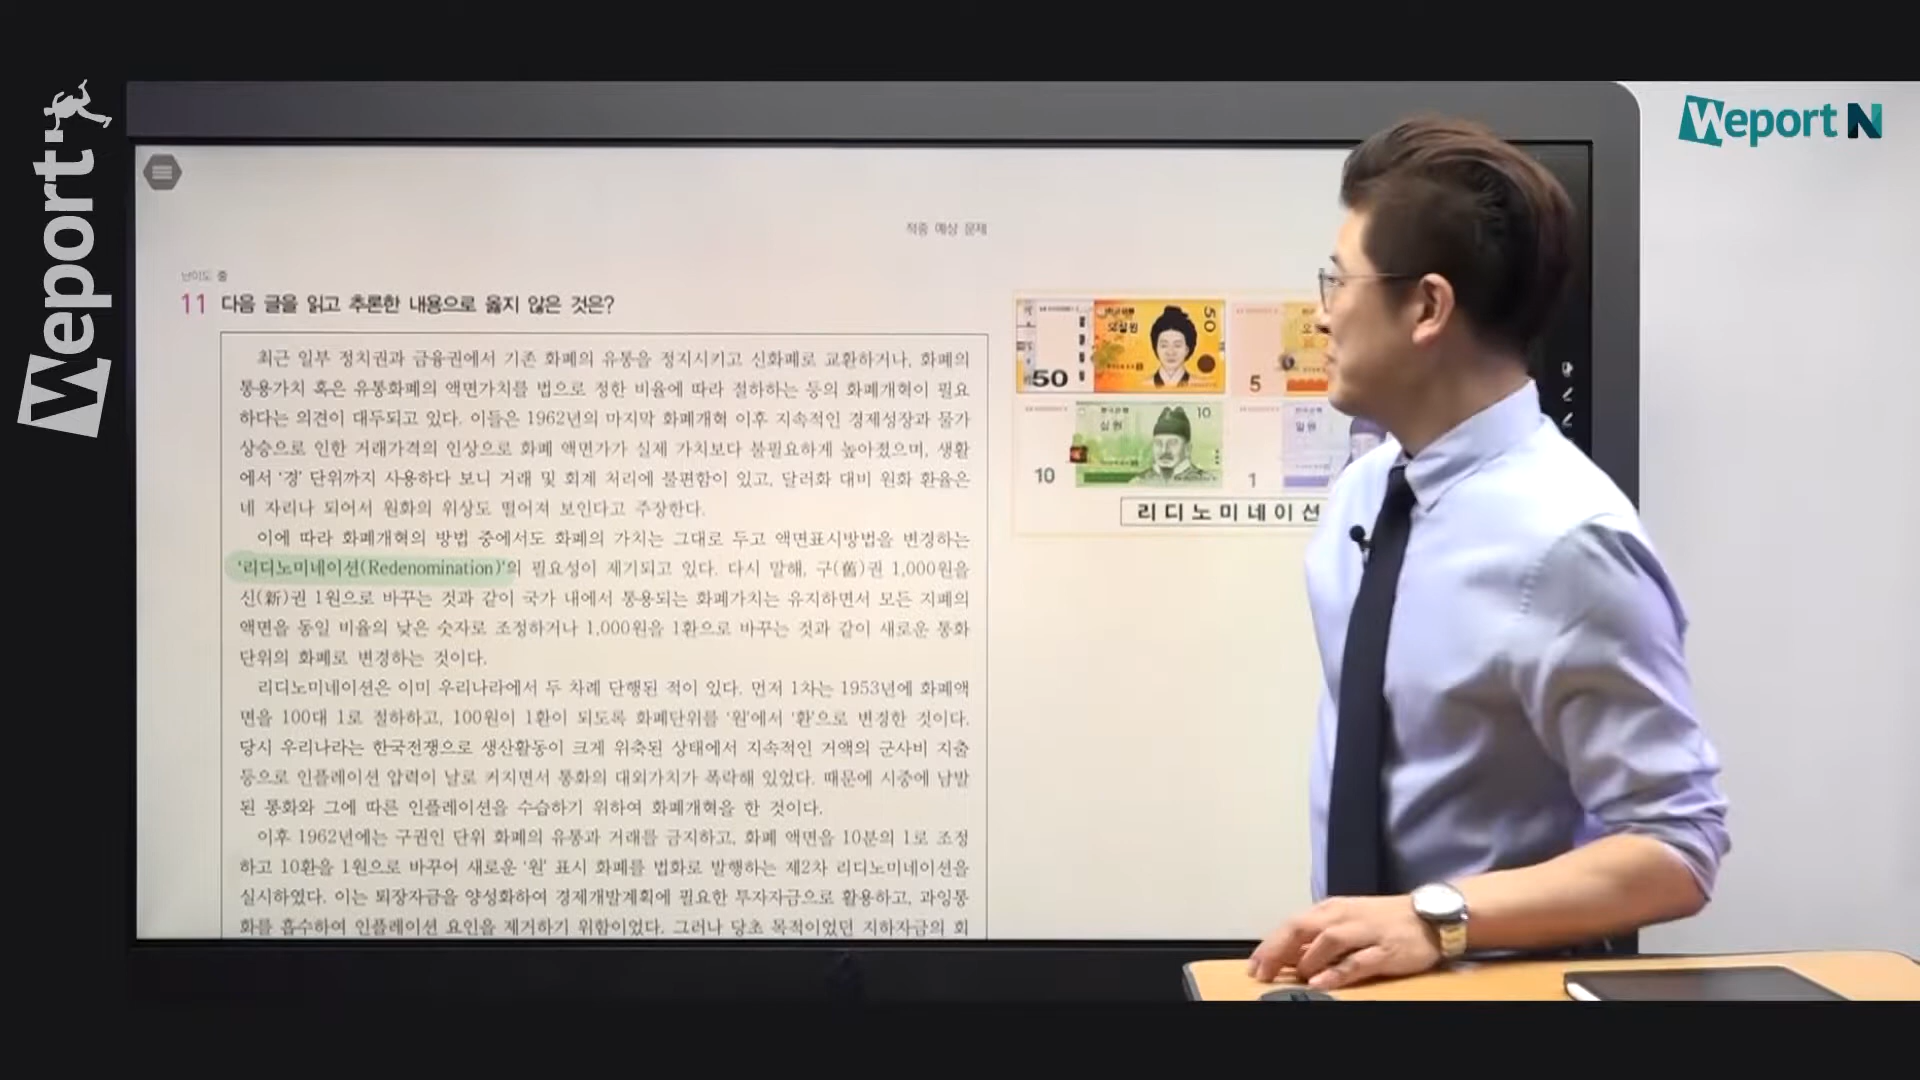 Weport
Weport N
적중 예상 문제
난이도 중
11 다음 글을 읽고 추론한 내용으로 옳지 않은 것은?
최근 일부 정치권과 금융권에서 기존 화폐의 유통을 정지시키고 신화폐로 교환하거나, 화폐의
통용가치 혹은 유통화폐의 액면가치를 법으로 정한 비율에 따라 절하하는 등의 화폐개혁이 필요
하다는 의견이 대두되고 있다. 이들은 1962년의 마지막 화폐개혁 이후 지속적인 경제성장과 물가
상승으로 인한 거래가격의 인상으로 화폐 액면가가 실제 가치보다 불필요하게 높아졌으며, 생활
에서 '경' 단위까지 사용하다 보니 거래 및 회계 처리에 불편함이 있고, 달러화 대비 원화 환율은
네 자리나 되어서 원화의 위상도 떨어져 보인다고 주장한다.
이에 따라 화폐개혁의 방법 중에서도 화폐의 가치는 그대로 두고 액면표시방법을 변경하는
'리디노미네이션(Redenomination)'의 필요성이 제기되고 있다. 다시 말해, 구(舊)권 1,000원을
신(新)권 1원으로 바꾸는 것과 같이 국가 내에서 통용되는 화폐가치는 유지하면서 모든 지폐의
액면을 동일 비율의 낮은 숫자로 조정하거나 1,000원을 1환으로 바꾸는 것과 같이 새로운 통화
단위의 화폐로 변경하는 것이다.
리디노미네이션은 이미 우리나라에서 두 차례 단행된 적이 있다. 먼저 1차는 1953년에 화폐액
면을 100대 1로 절하하고, 100원이 1환이 되도록 화폐단위를 '원'에서 '환'으로 변경한 것이다.
당시 우리나라는 한국전쟁으로 생산활동이 크게 위축된 상태에서 지속적인 거액의 군사비 지출
등으로 인플레이션 압력이 날로 커지면서 통화의 대외가치가 폭락해 있었다. 때문에 시중에 남발
된 통화와 그에 따른 인플레이션을 수습하기 위하여 화폐개혁을 한 것이다.
이후 1962년에는 구권인 단위 화폐의 유통과 거래를 금지하고, 화폐 액면을 10분의 1로 조정
하고 10환을 1원으로 바꾸어 새로운 '원' 표시 화폐를 법화로 발행하는 제2차 리디노미네이션을
실시하였다. 이는 퇴장자금을 양성화하여 경제개발계획에 필요한 투자자금으로 활용하고, 과잉통
화를 흡수하여 인플레이션 요인을 제거하기 위함이었다. 그러나 당초 목적이었던 지하자금의 회
50
오십원
50
5
한국은행
10
십원
10
일원
1
리디노미네이션